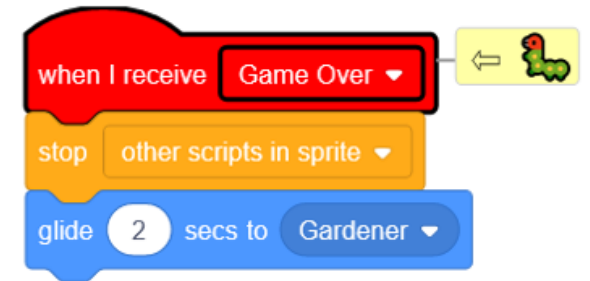 when I receive Game Over
stop other scripts in sprite
glide 2 secs to Gardener